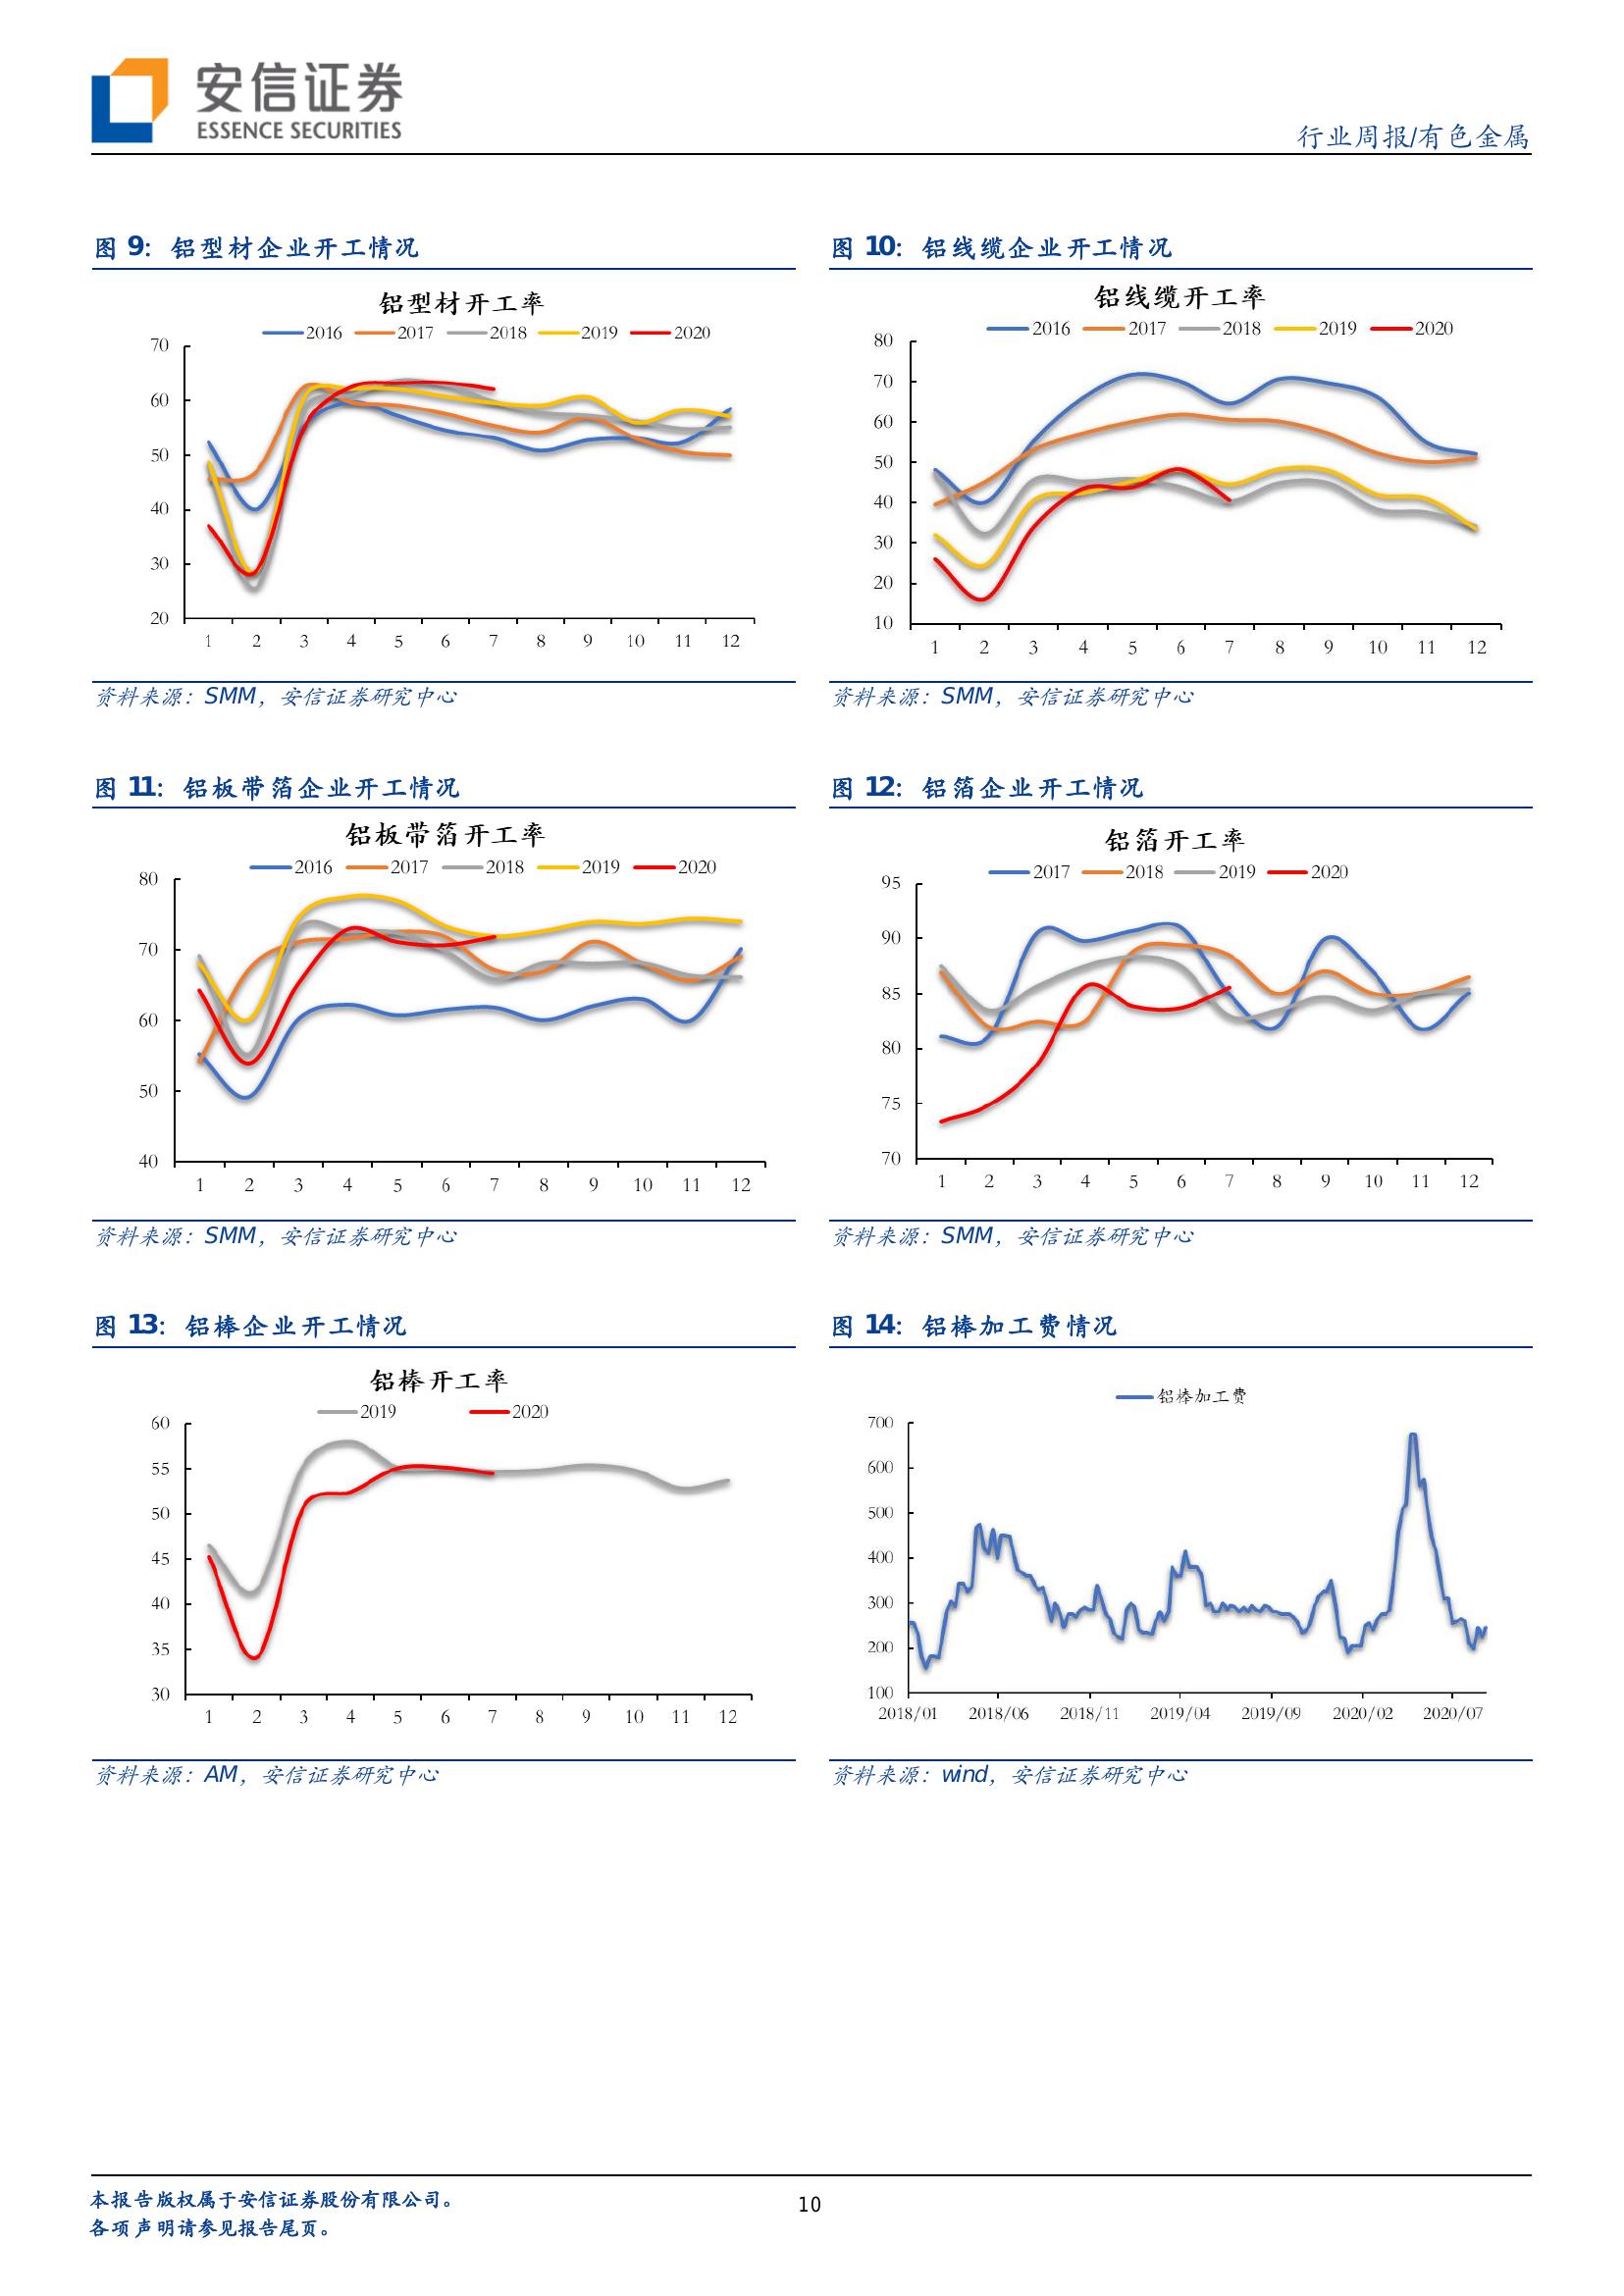 安信证券
ESSENCE SECURITIES
行业周报/有色金属
图 9：铝型材企业开工情况
铝型材开工率
2016 2017 2018 2019 2020
70
60
50
40
30
20
1 2 3 4 5 6 7 8 9 10 11 12
资料来源：SMM，安信证券研究中心
图 10：铝线缆企业开工情况
铝线缆开工率
2016 2017 2018 2019 2020
80
70
60
50
40
30
20
10
1 2 3 4 5 6 7 8 9 10 11 12
资料来源：SMM，安信证券研究中心
图 11：铝板带箔企业开工情况
铝板带箔开工率
2016 2017 2018 2019 2020
80
70
60
50
40
1 2 3 4 5 6 7 8 9 10 11 12
资料来源：SMM，安信证券研究中心
图 12：铝箔企业开工情况
铝箔开工率
2017 2018 2019 2020
95
90
85
80
75
70
1 2 3 4 5 6 7 8 9 10 11 12
资料来源：SMM，安信证券研究中心
图 13：铝棒企业开工情况
铝棒开工率
2019 2020
60
55
50
45
40
35
30
1 2 3 4 5 6 7 8 9 10 11 12
资料来源：AM，安信证券研究中心
图 14：铝棒加工费情况
铝棒加工费
700
600
500
400
300
200
100
2018/01 2018/06 2018/11 2019/04 2019/09 2020/02 2020/07
资料来源：wind，安信证券研究中心
本报告版权属于安信证券股份有限公司。
各项声明请参见报告尾页。
10